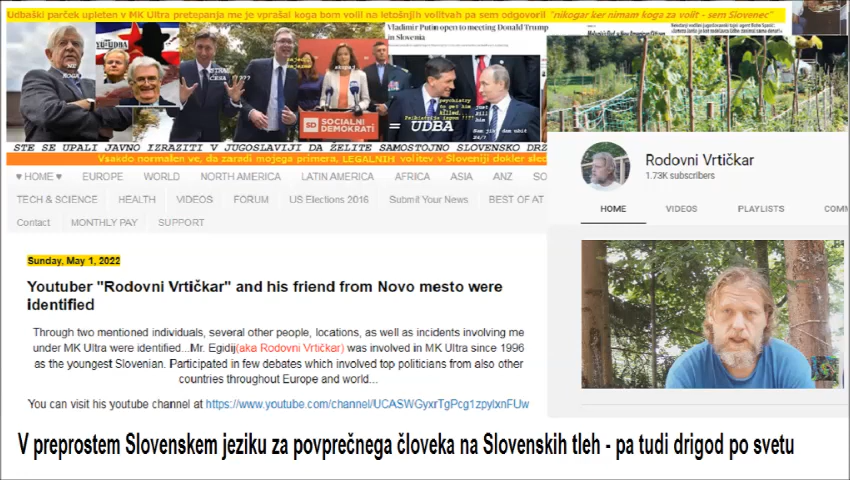 Udbaški parček upleten v MK Ultra pretepanja me je vprašal koga bom volil na letošnjih volitvah pa sem odgovoril "nikogar ker nimam koga za volit - sem Slovenec"
Vladimir Putin open to meeting Donald Trump
in Slovenia
YU-UDBA
SOCIALNI
DEMOKRATI
= UDBA
STE SE UPALI JAVNO IZRAZITI V JUGOSLAVIJI DA ŽELITE SAMOSTOJNO SLOVENSKO DRŽ
Vsakdo normalen ve, da zaradi mojega primera, LEGALNIH volitev v Sloveniji dokler sled
♥ HOME ♥ EUROPE WORLD NORTH AMERICA LATIN AMERICA AFRICA ASIA ANZ SO
TECH & SCIENCE HEALTH VIDEOS FORUM US Elections 2016 Submit Your News BEST OF AT
Contact MONTHLY PAY SUPPORT
Rodovni Vrtičkar
1.73K subscribers
HOME VIDEOS PLAYLISTS COMM
Sunday, May 1, 2022
Youtuber "Rodovni Vrtičkar" and his friend from Novo mesto were
identified
Through two mentioned individuals, several other people, locations, as well as incidents involving me
under MK Ultra were identified...Mr. Egidij(aka Rodovni Vrtičkar) was involved in MK Ultra since 1996
as the youngest Slovenian. Participated in few debates which involved top politicians from also other
countries throughout Europe and world...
You can visit his youtube channel at https://www.youtube.com/channel/UCASWGyxrTgPcg1zpylxnFUw
V preprostem Slovenskem jeziku za povprečnega človeka na Slovenskih tleh - pa tudi drigod po svetu